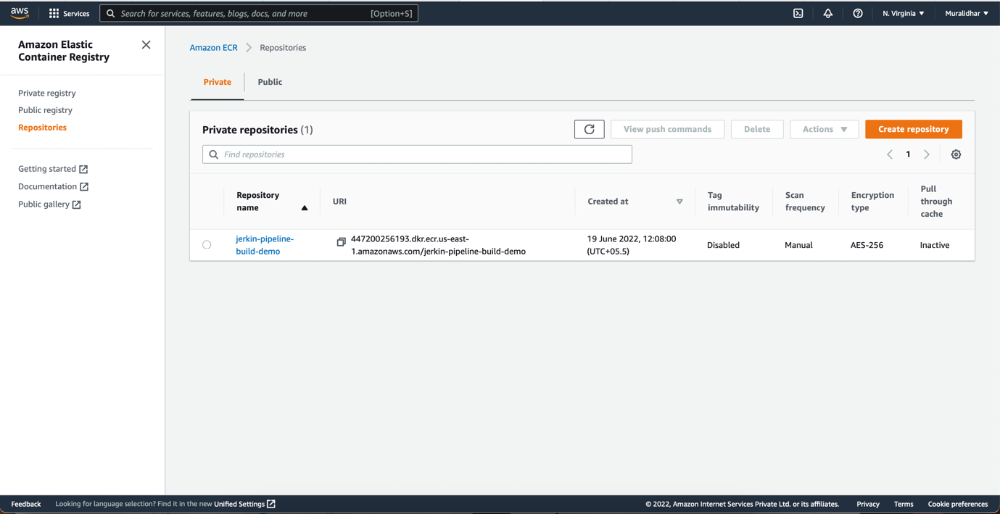 aws
Services
Search for services, features, blogs, docs, and more
[Option+S]
N. Virginia
Muralidhar
Amazon Elastic
Container Registry
Private registry
Public registry
Repositories
Getting started
Documentation
Public gallery
Amazon ECR
Repositories
Private
Public
Private repositories (1)
View push commands
Delete
Actions
Create repository
Find repositories
1
Repository
name
URI
Created at
Tag
immutability
Scan
frequency
Encryption
type
Pull
through
cache
jerkin-pipeline-
build-demo
447200256193.dkr.ecr.us-east-
1.amazonaws.com/jerkin-pipeline-build-demo
19 June 2022, 12:08:00
(UTC+05.5)
Disabled
Manual
AES-256
Inactive
Feedback
Looking for language selection? Find it in the new Unified Settings
© 2022, Amazon Internet Services Private Ltd. or its affiliates.
Privacy
Terms
Cookie preferences